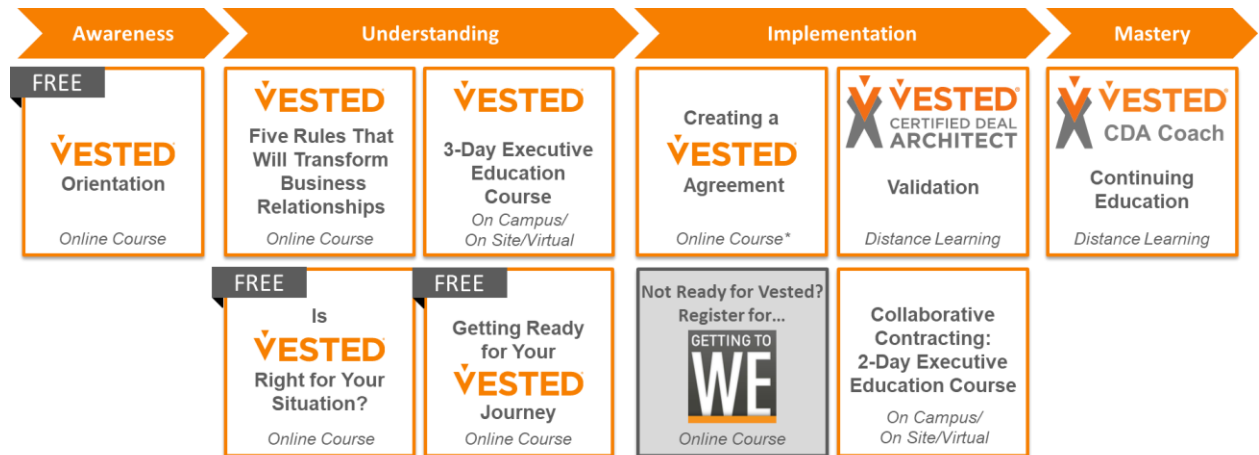 Awareness
Understanding
Implementation
Mastery
FREE
VESTED®
Orientation
Online Course
VESTED®
Five Rules That
Will Transform
Business
Relationships
Online Course
VESTED®
3-Day Executive
Education
Course
On Campus/
On Site/Virtual
Creating a
VESTED®
Agreement
Online Course*
VESTED®
CERTIFIED DEAL
ARCHITECT
Validation
Distance Learning
VESTED®
CDA Coach
Continuing
Education
Distance Learning
FREE
Is
VESTED®
Right for Your
Situation?
Online Course
FREE
Getting Ready
for Your
VESTED®
Journey
Online Course
Not Ready for Vested?
Register for...
GETTING TO
WE
Online Course
Collaborative
Contracting:
2-Day Executive
Education Course
On Campus/
On Site/Virtual